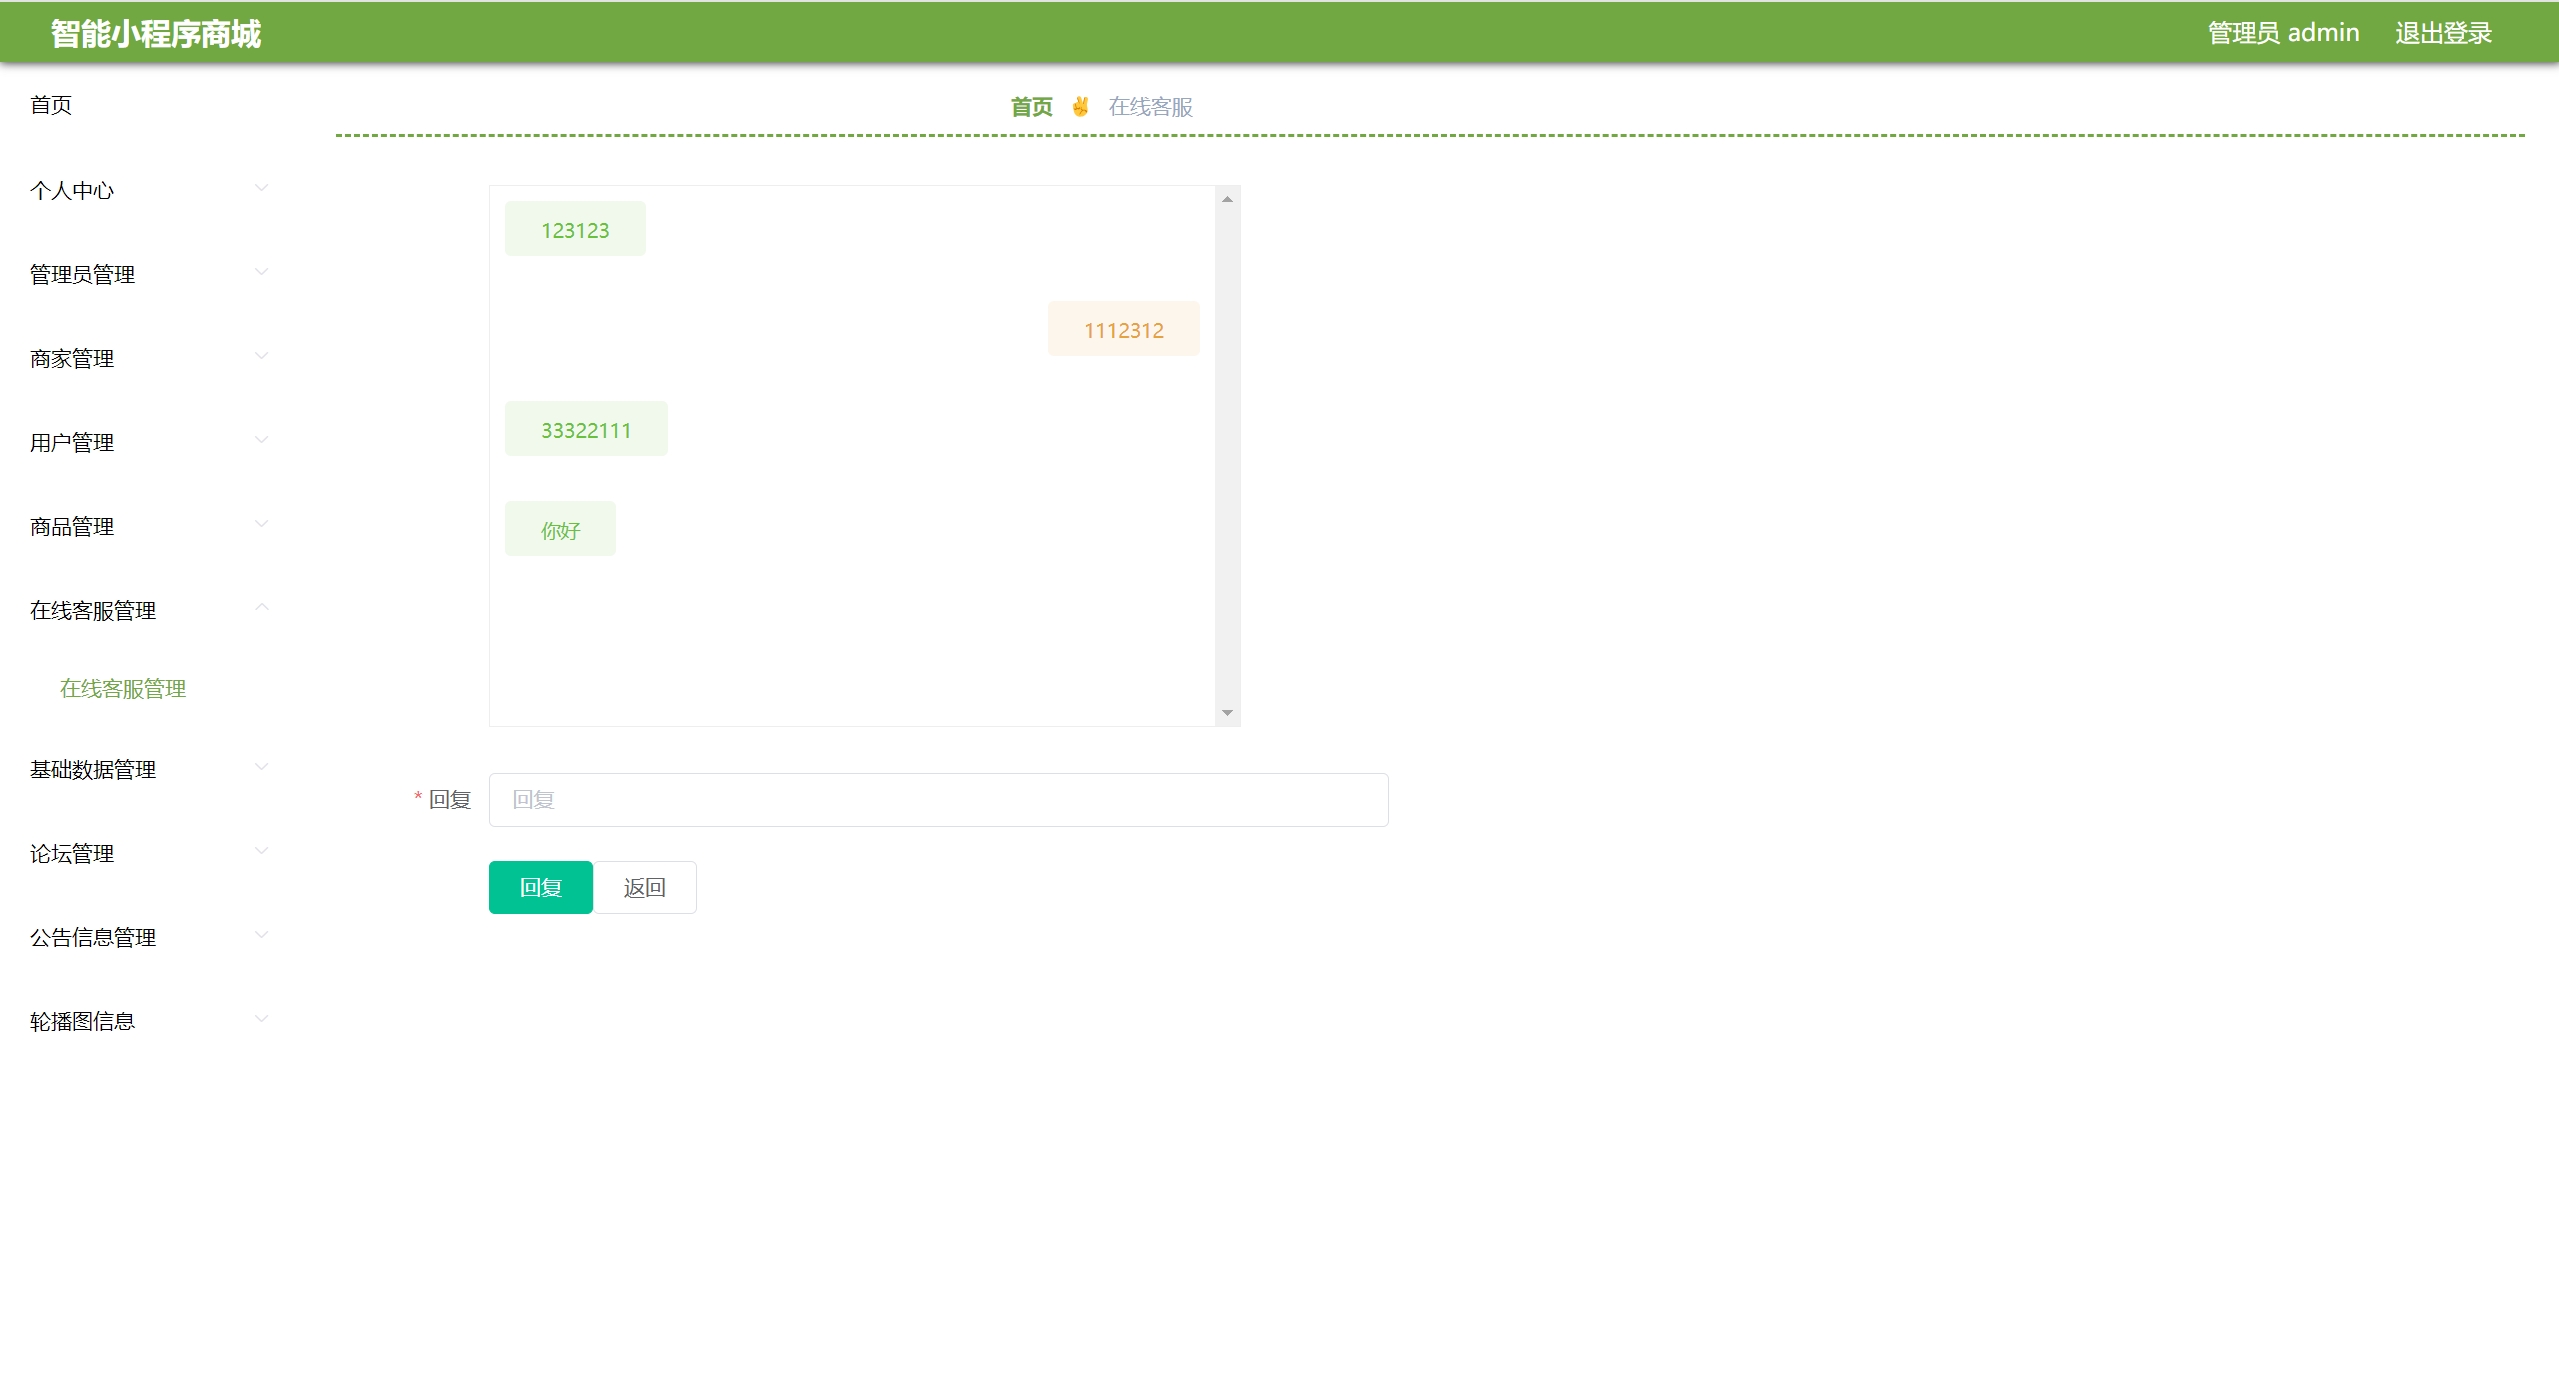 智能小程序商城
管理员 admin
退出登录
首页
个人中心
管理员管理
商家管理
用户管理
商品管理
在线客服管理
在线客服管理
基础数据管理
论坛管理
公告信息管理
轮播图信息
首页 ✌ 在线客服
123123
1112312
33322111
你好
* 回复
回复
回复
返回